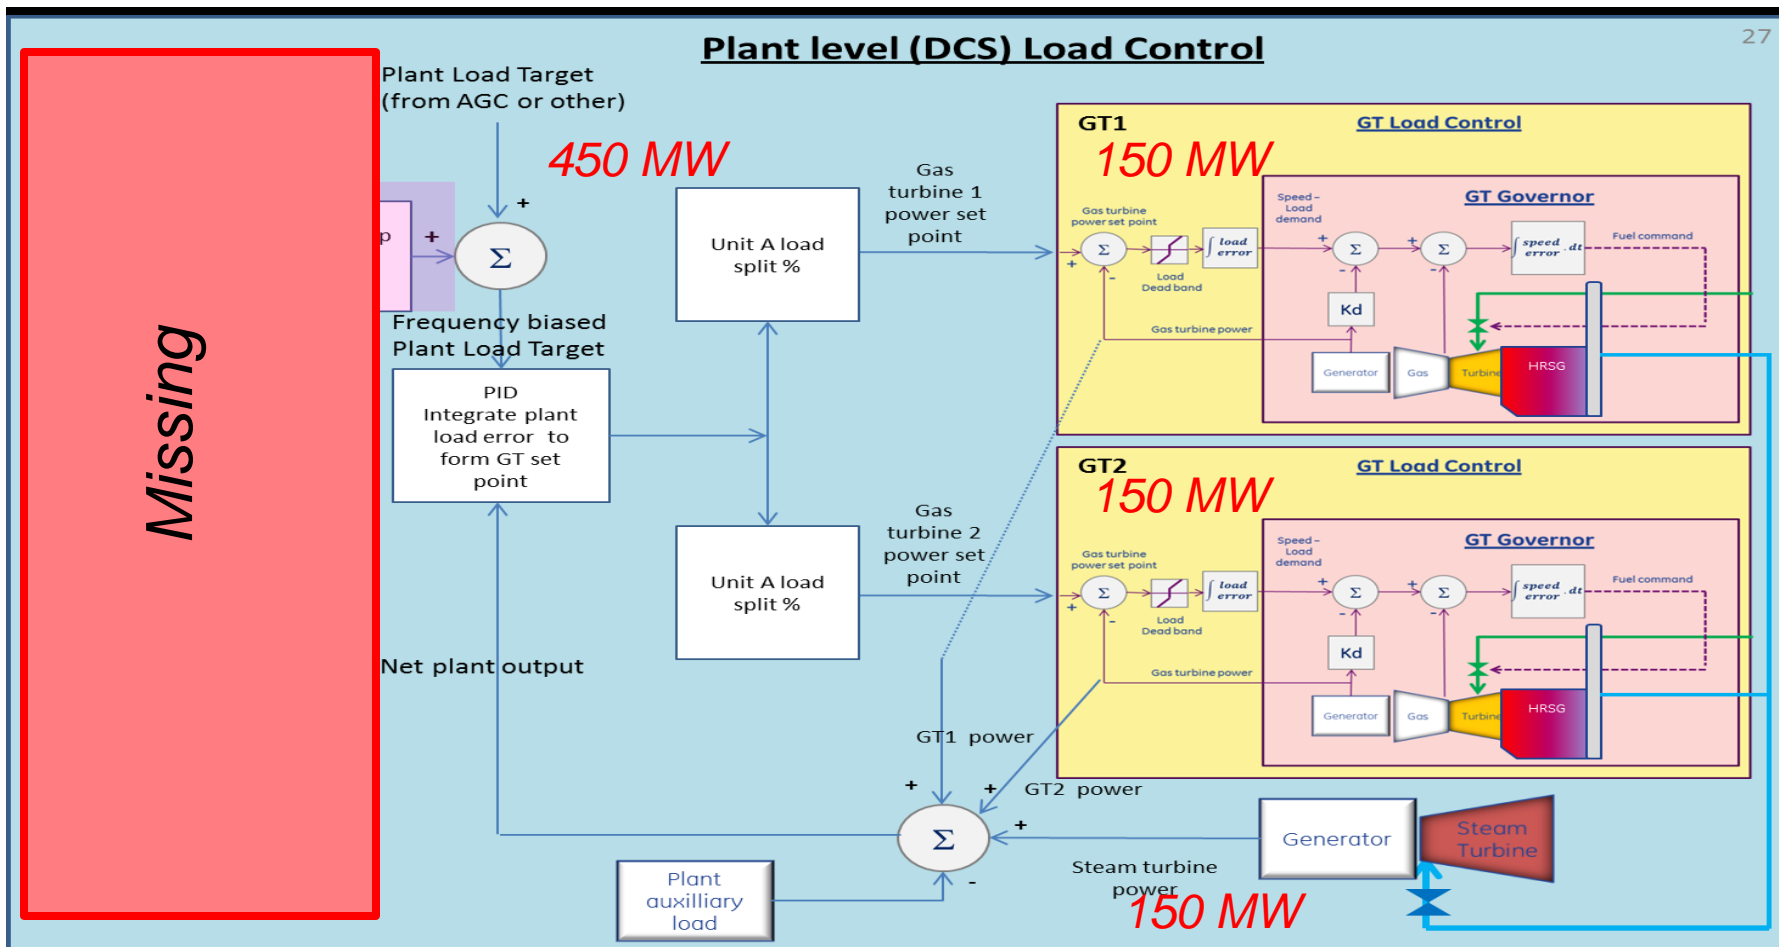 Plant level (DCS) Load Control
27
Missing
Plant Load Target
(from AGC or other)
450 MW
p
+
+
Σ
Frequency biased
Plant Load Target
PID
Integrate plant
load error to
form GT set
point
Unit A load
split %
Gas
turbine 1
power set
point
Unit A load
split %
Gas
turbine 2
power set
point
Net plant output
GT1
GT Load Control
150 MW
Gas turbine
power set point
Σ
+
-
Load
Dead band
∫ load
error
Speed –
Load
demand
GT Governor
+
Σ
-
+
Σ
-
∫ speed . dt
error
Fuel command
Kd
Gas turbine power
Generator
Gas
Turbine
HRSG
GT2
GT Load Control
150 MW
Gas turbine
power set point
Σ
+
-
Load
Dead band
∫ load
error
Speed –
Load
demand
GT Governor
+
Σ
-
+
Σ
-
∫ speed . dt
error
Fuel command
Kd
Gas turbine power
Generator
Gas
Turbine
HRSG
GT1 power
GT2 power
+
+
+
-
Σ
Steam turbine
power
150 MW
Generator
Steam
Turbine
Plant
auxilliary
load